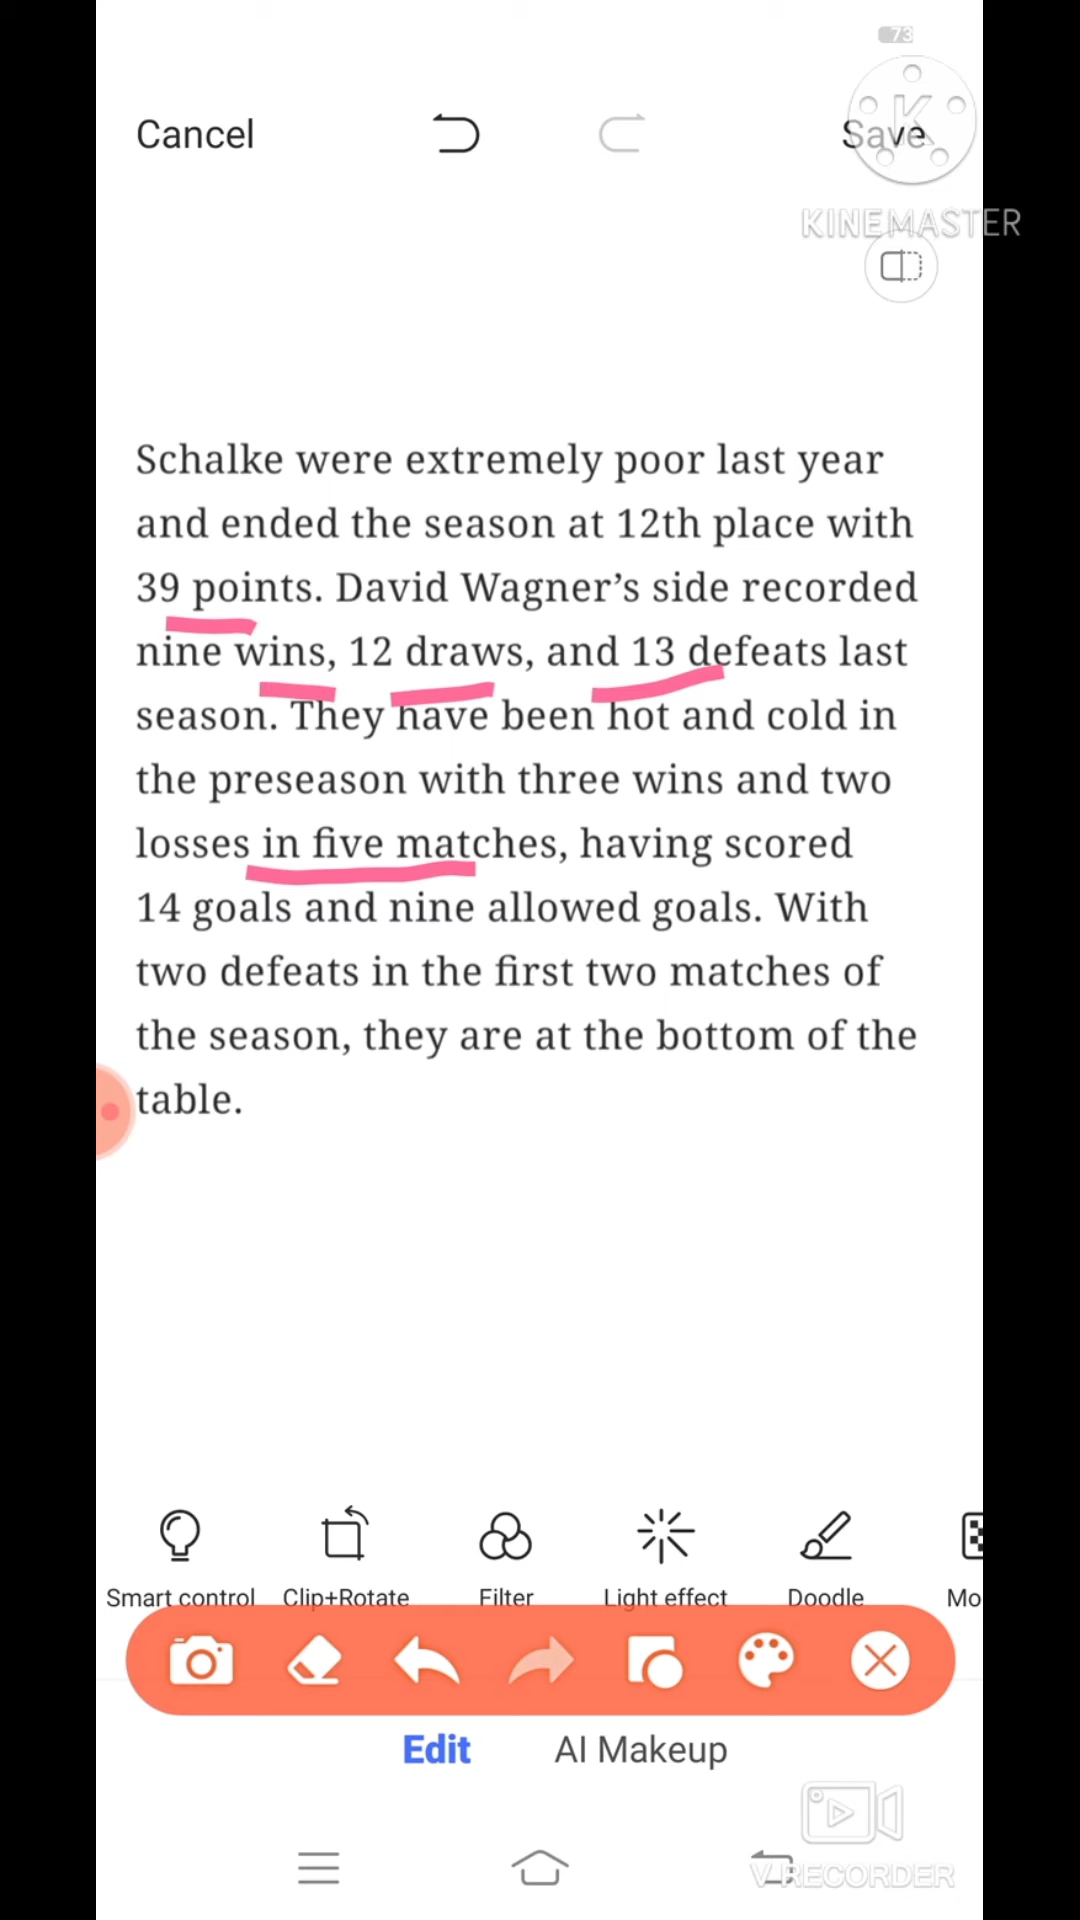 73
Cancel
Save
KINEMASTER
Schalke were extremely poor last year
and ended the season at 12th place with
39 points. David Wagner’s side recorded
nine wins, 12 draws, and 13 defeats last
season. They have been hot and cold in
the preseason with three wins and two
losses in five matches, having scored
14 goals and nine allowed goals. With
two defeats in the first two matches of
the season, they are at the bottom of the
table.
Smart control Clip+Rotate Filter Light effect Doodle Mo
Edit AI Makeup
V RECORDER